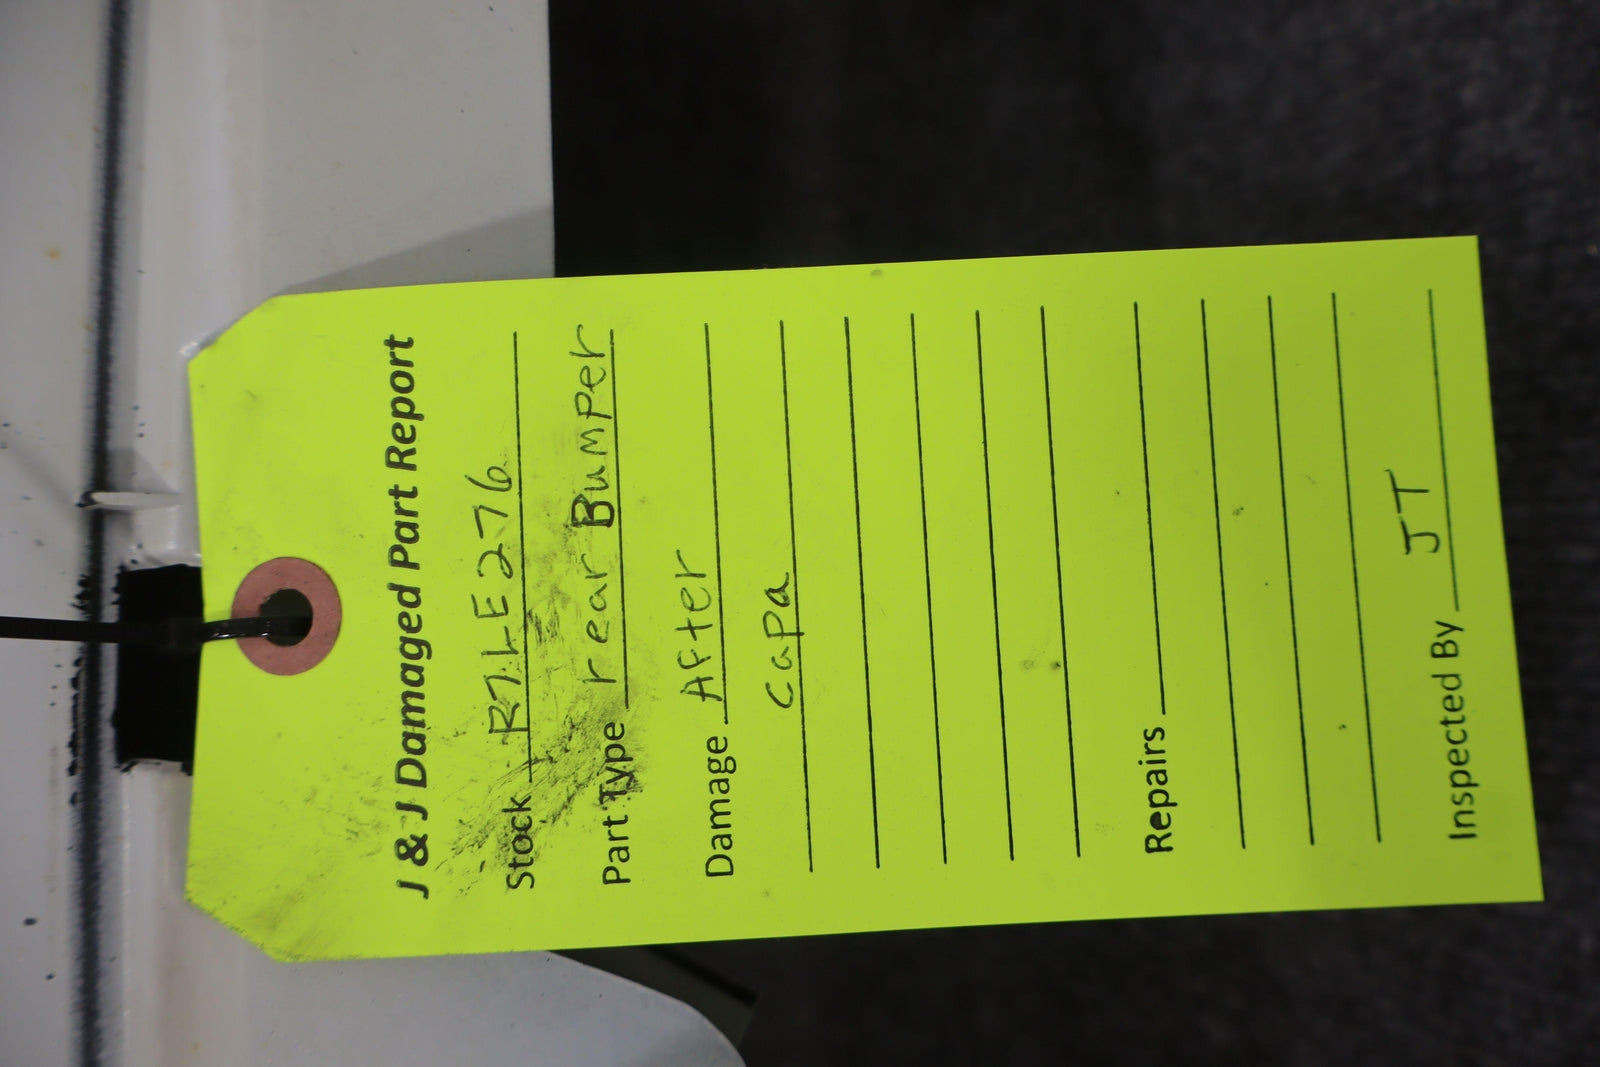 J & J Damaged Part Report
Stock R7LE276
Part Type rear Bumper
Damage After
Capa
Repairs
Inspected By JT